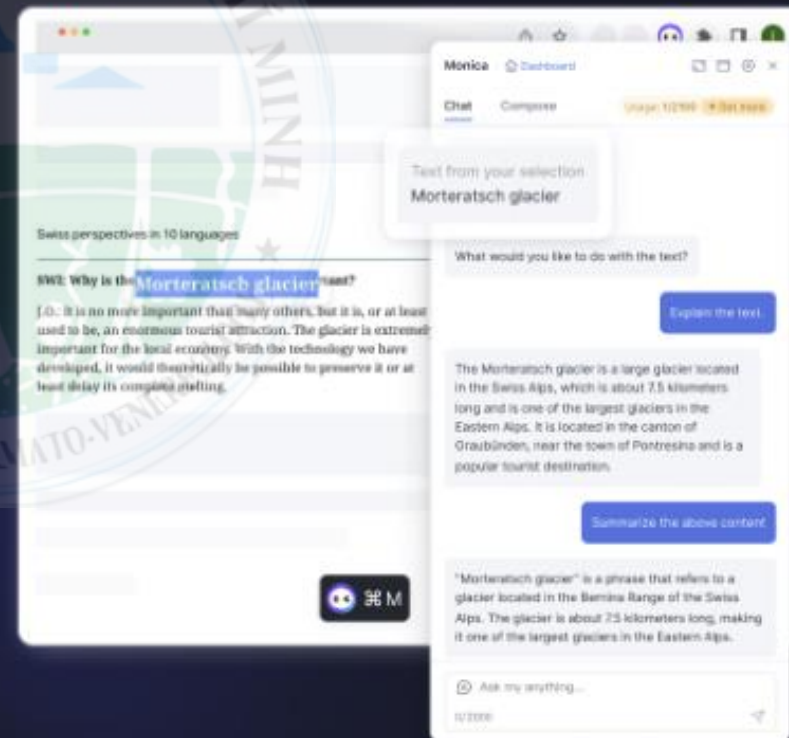 Monica Dashboard
Chat Compose
Text from your selection
Morteratsch glacier
Swiss perspectives in 10 languages
SWI: Why is the Morteratsch glacier tant?
J.O.: It is no more important than many others, but it is, or at least
used to be, an enormous tourist attraction. The glacier is extremely
important for the local economy. With the technology we have
developed, it would theoretically be possible to preserve it or at
least delay its complete melting.
⌘ M
What would you like to do with the text?
Explain the text.
The Morteratsch glacier is a large glacier located
in the Swiss Alps, which is about 7.5 kilometers
long and is one of the largest glaciers in the
Eastern Alps. It is located in the canton of
Graubünden, near the town of Pontresina and is a
popular tourist destination.
Summarize the above content
"Morteratsch glacier" is a phrase that refers to a
glacier located in the Bernina Range of the Swiss
Alps. The glacier is about 7.5 kilometers long, making
it one of the largest glaciers in the Eastern Alps.
Ask my anything...
0/2000
MINH